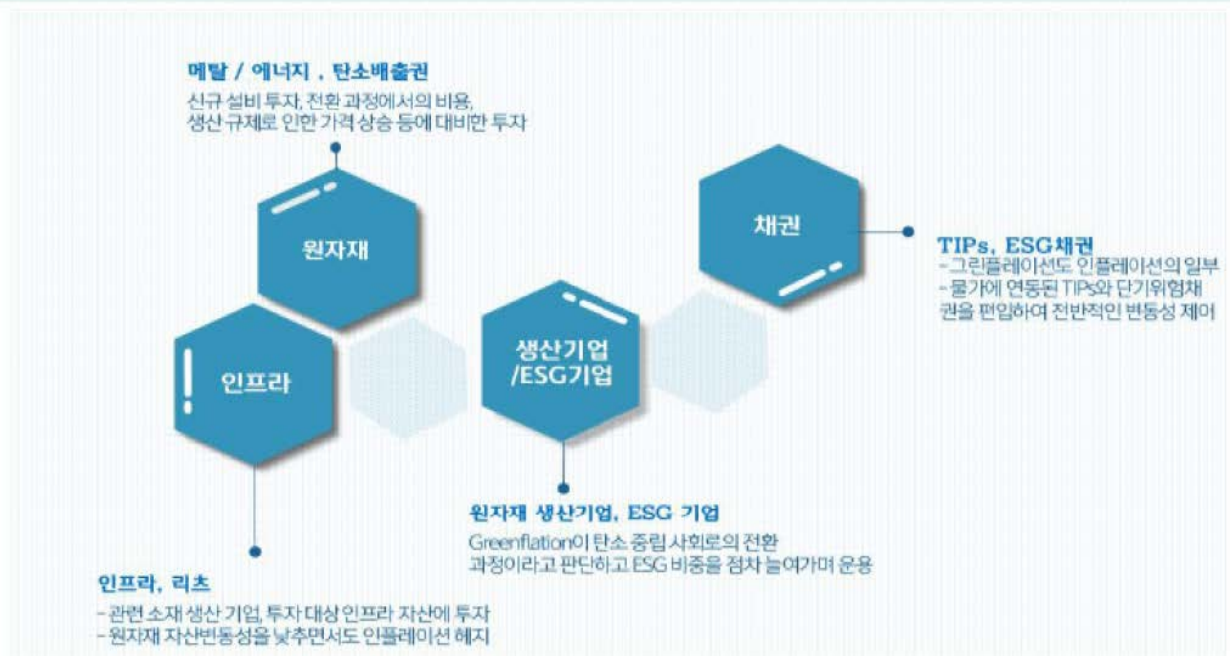 메탈 / 에너지 , 탄소배출권
신규 설비 투자, 전환 과정에서의 비용,
생산 규제로 인한 가격 상승 등에 대비한 투자
원자재
채권
TIPs, ESG채권
- 그린플레이션도 인플레이션의 일부
- 물가에 연동된 TIPs와 단기위험채
권을 편입하여 전반적인 변동성 제어
인프라
생산기업
/ESG기업
원자재 생산기업, ESG 기업
Greenflation이 탄소 중립 사회로의 전환
과정이라고 판단하고 ESG 비중을 점차 늘여가며 운용
인프라, 리츠
- 관련 소재 생산 기업, 투자 대상 인프라 자산에 투자
- 원자재 자산변동성을 낮추면서도 인플레이션 헤지